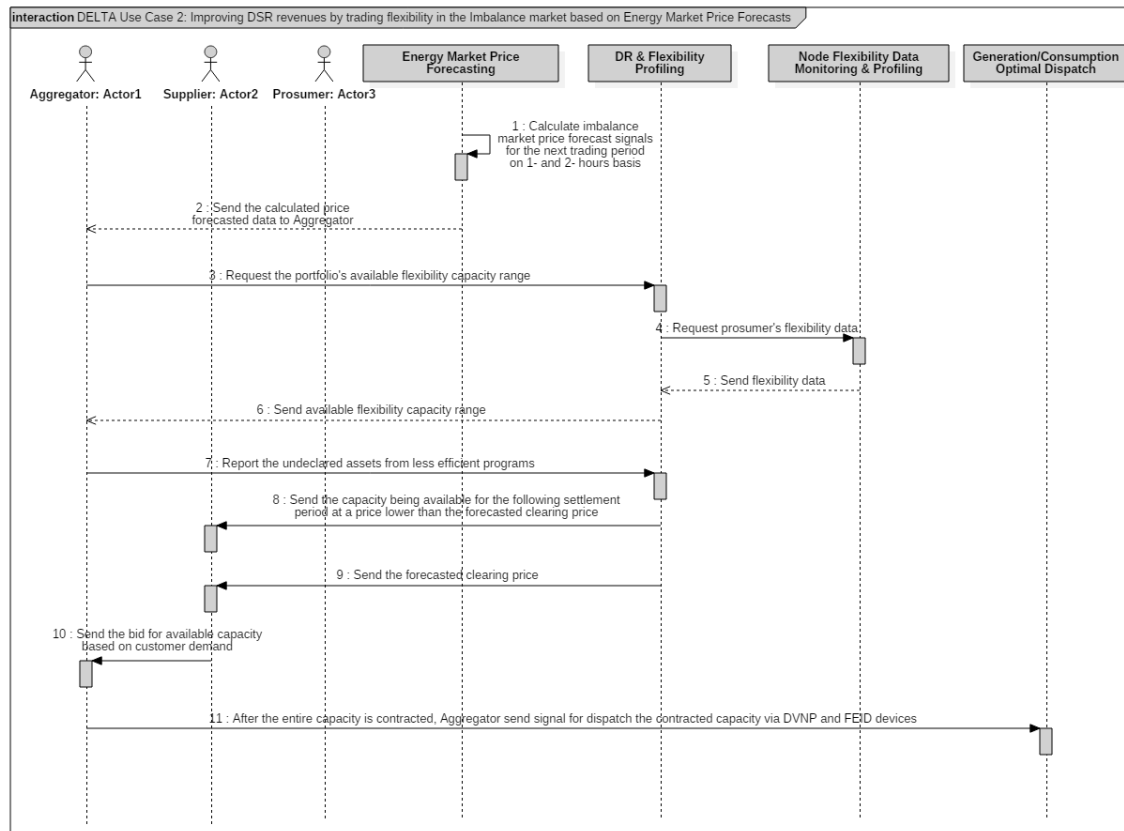 interaction DELTA Use Case 2: Improving DSR revenues by trading flexibility in the Imbalance market based on Energy Market Price Forecasts
Aggregator: Actor1
Supplier: Actor2
Prosumer: Actor3
Energy Market Price
Forecasting
DR & Flexibility
Profiling
Node Flexibility Data
Monitoring & Profiling
Generation/Consumption
Optimal Dispatch
1 : Calculate imbalance
market price forecast signals
for the next trading period
on 1- and 2- hours basis
2 : Send the calculated price
forecasted data to Aggregator
3 : Request the portfolio's available flexibility capacity range
4 : Request prosumer's flexibility data
5 : Send flexibility data
6 : Send available flexibility capacity range
7 : Report the undeclared assets from less efficient programs
8 : Send the capacity being available for the following settlement
period at a price lower than the forecasted clearing price
9 : Send the forecasted clearing price
10 : Send the bid for available capacity
based on customer demand
11 : After the entire capacity is contracted, Aggregator send signal for dispatch the contracted capacity via DVNP and FEID devices